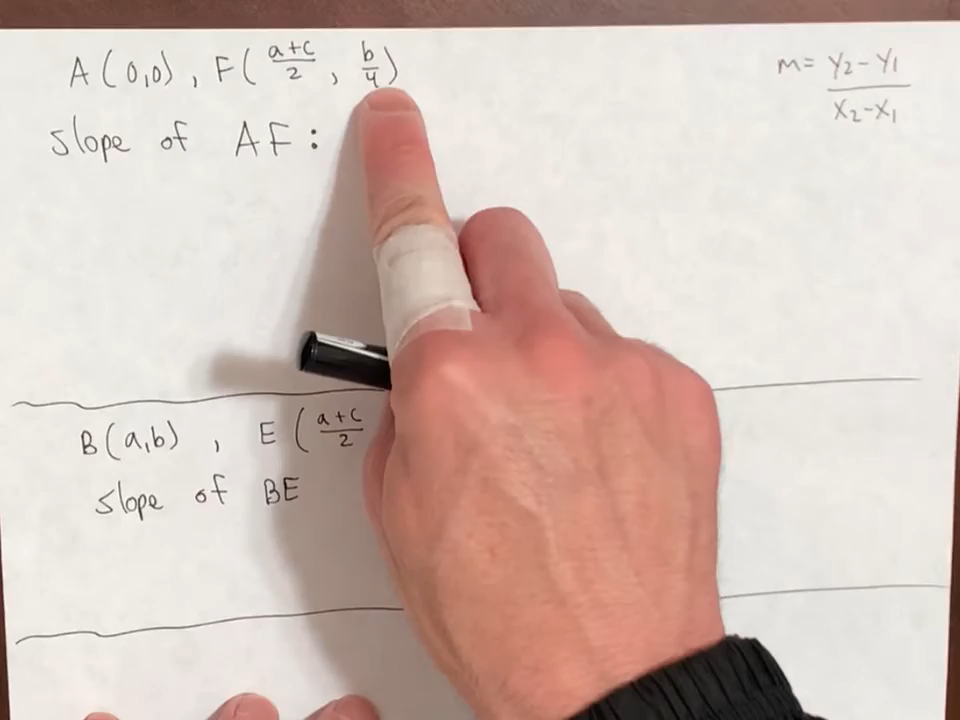 A(0,0), F(a+c/2, b/4)
m= y2-y1/x2-x1
slope of AF:
B(a,b), E(a+c/2
slope of BE